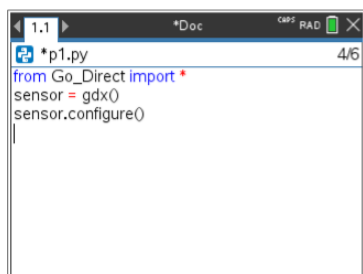 1.1 *Doc CAPS RAD
*p1.py 4/6
from Go_Direct import *
sensor = gdx()
sensor.configure()